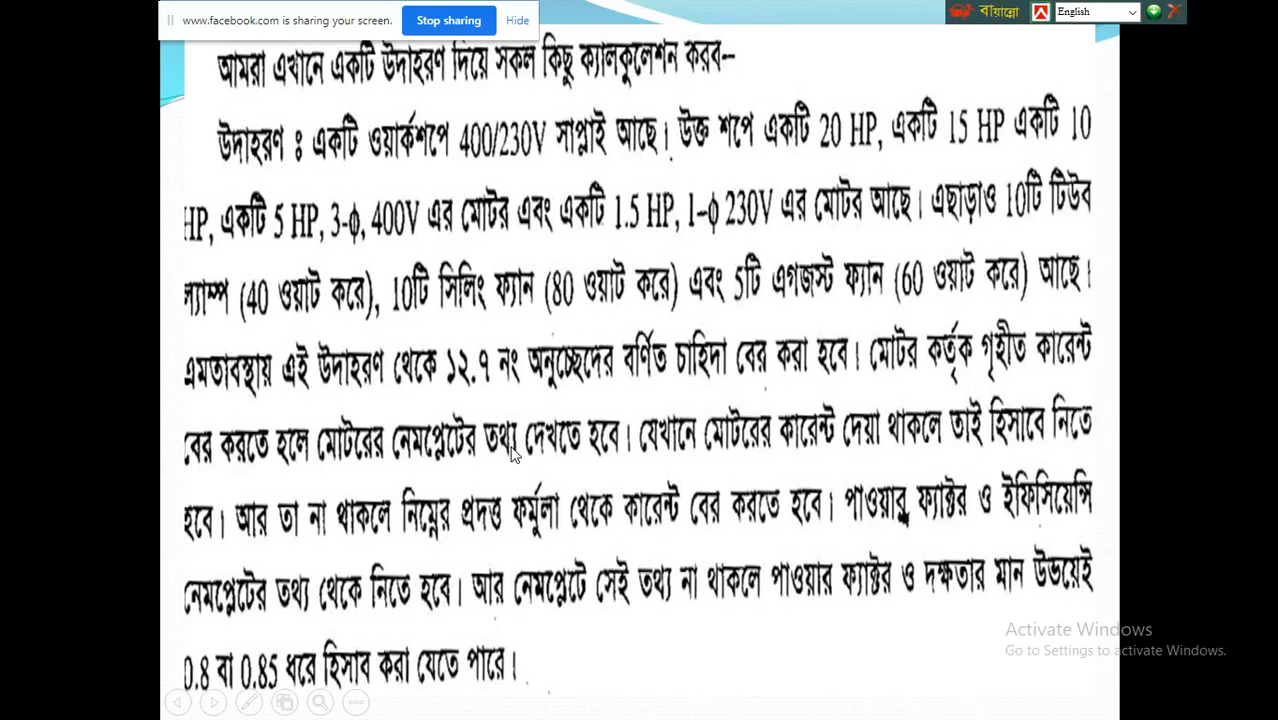 www.facebook.com is sharing your screen. Stop sharing Hide
বায়ান্নো English
আমরা এখানে একটি উদাহরণ দিয়ে সকল কিছু ক্যালকুলেশন করব--
উদাহরণ ঃ একটি ওয়ার্কশপে 400/230V সাপ্লাই আছে। উক্ত শপে একটি 20 HP, একটি 15 HP একটি 10
HP, একটি 5 HP, 3-ϕ, 400V এর মোটর এবং একটি 1.5 HP, 1-ϕ 230V এর মোটর আছে। এছাড়াও 10টি টিউব
ল্যাম্প (40 ওয়াট করে), 10টি সিলিং ফ্যান (80 ওয়াট করে) এবং 5টি এগজস্ট ফ্যান (60 ওয়াট করে) আছে।
এমতাবস্থায় এই উদাহরণ থেকে ১২.৭ নং অনুচ্ছেদের বর্ণিত চাহিদা বের করা হবে। মোটর কর্তৃক গৃহীত কারেন্ট
বের করতে হলে মোটরের নেমপ্লেটের তথ্য দেখতে হবে। যেখানে মোটরের কারেন্ট দেয়া থাকলে তাই হিসাবে নিতে
হবে। আর তা না থাকলে নিম্নের প্রদত্ত ফর্মুলা থেকে কারেন্ট বের করতে হবে। পাওয়ার ফ্যাক্টর ও ইফিসিয়েন্সি
নেমপ্লেটের তথ্য থেকে নিতে হবে। আর নেমপ্লেটে সেই তথ্য না থাকলে পাওয়ার ফ্যাক্টর ও দক্ষতার মান উভয়েই
0.8 বা 0.85 ধরে হিসাব করা যেতে পারে।
Activate Windows
Go to Settings to activate Windows.